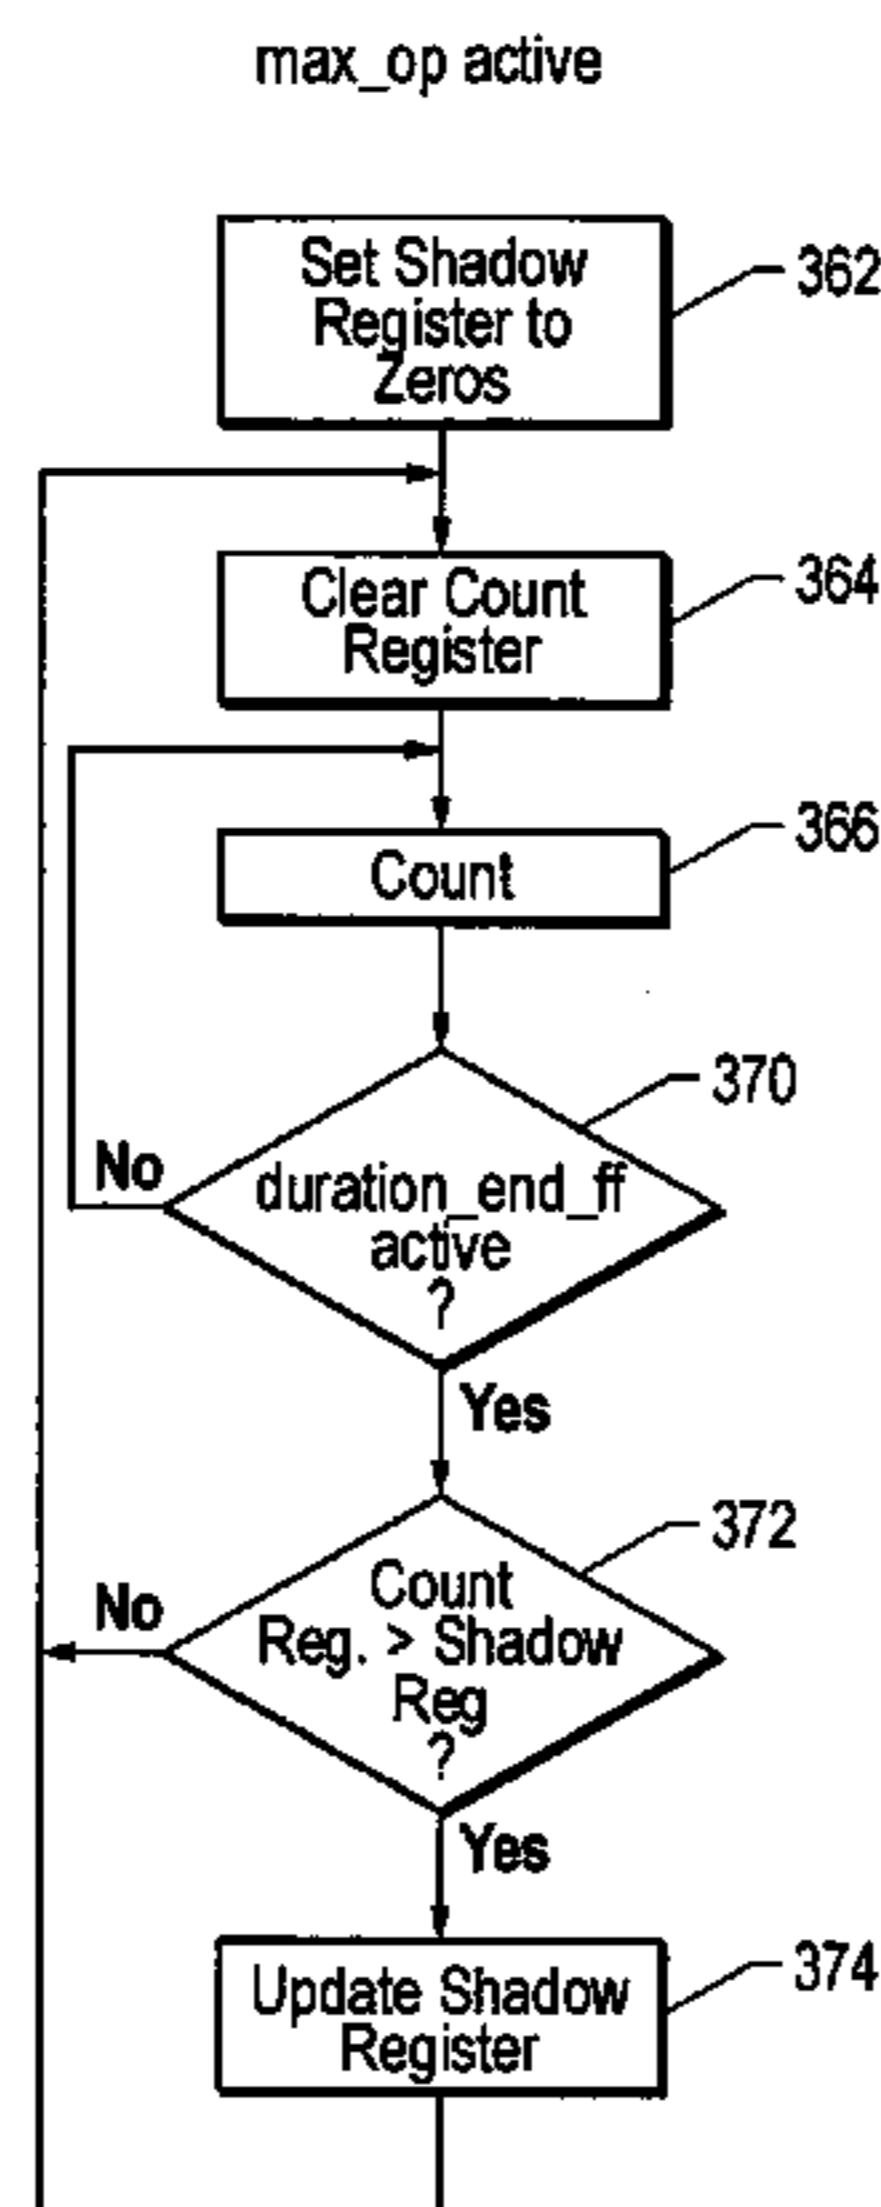 max_op active
Set Shadow
Register to
Zeros
362
Clear Count
Register
364
Count
366
370
No
duration_end_ff
active
?
Yes
372
No
Count
Reg. > Shadow
Reg
?
Yes
Update Shadow
Register
374